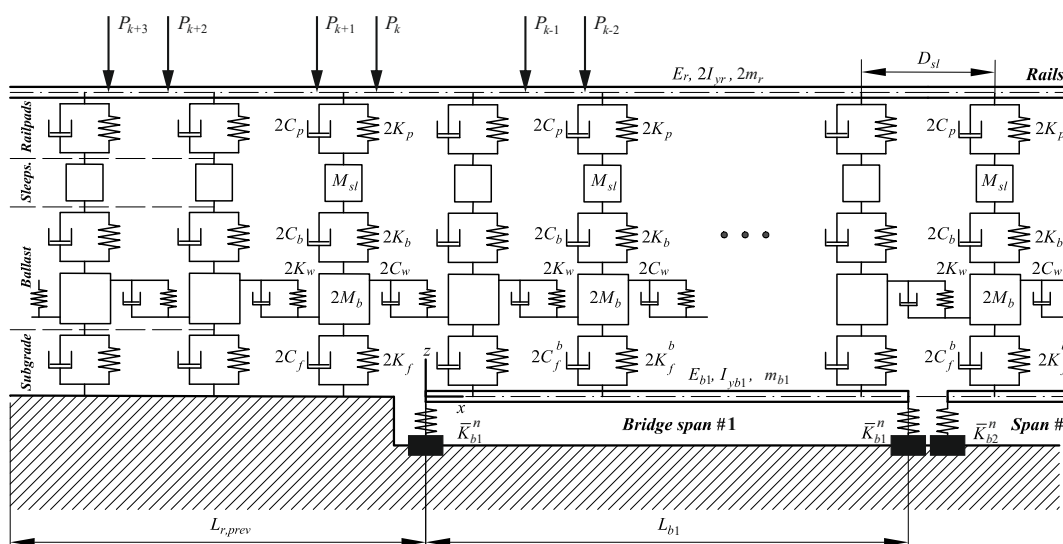 P_{k+3} P_{k+2} P_{k+1} P_k P_{k-1} P_{k-2}
E_r, 2I_{yr}, 2m_r D_{sl} Rails
Railpads 2C_p 2K_p 2C_p 2K_p 2C_p 2K_p
Sleeps. M_{sl} M_{sl} M_{sl}
Ballast 2C_b 2K_b 2C_b 2K_b 2C_b 2K_b
2K_w 2C_w 2K_w 2C_w 2K_w 2C_w
2M_b 2M_b 2M_b
Subgrade 2C_f 2K_f z 2C_f^b 2K_f^b 2C_f^b 2K_f
E_{b1}, I_{yb1}, m_{b1}
x
K̅_{b1}^n Bridge span #1 K̅_{b1}^n K̅_{b2}^n Span #
L_{r,prev} L_{b1}